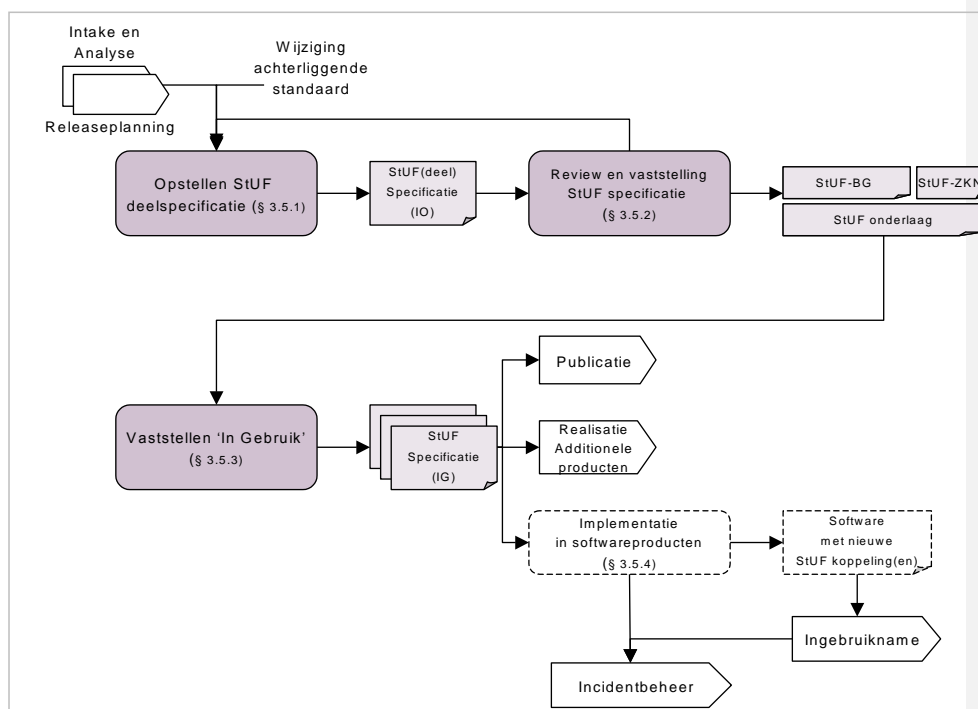 Intake en
Analyse
Wijziging
achterliggende
standaard
Releaseplanning
Opstellen StUF
deelspecificatie (§ 3.5.1)
StUF(deel)
Specificatie
(IO)
Review en vaststelling
StUF specificatie
(§ 3.5.2)
StUF-BG
StUF-ZKN
StUF onderlaag
Vaststellen ‘In Gebruik’
(§ 3.5.3)
StUF
Specificatie
(IG)
Publicatie
Realisatie
Additionele
producten
Implementatie
in softwareproducten
(§ 3.5.4)
Software
met nieuwe
StUF koppeling(en)
Ingebruikname
Incidentbeheer